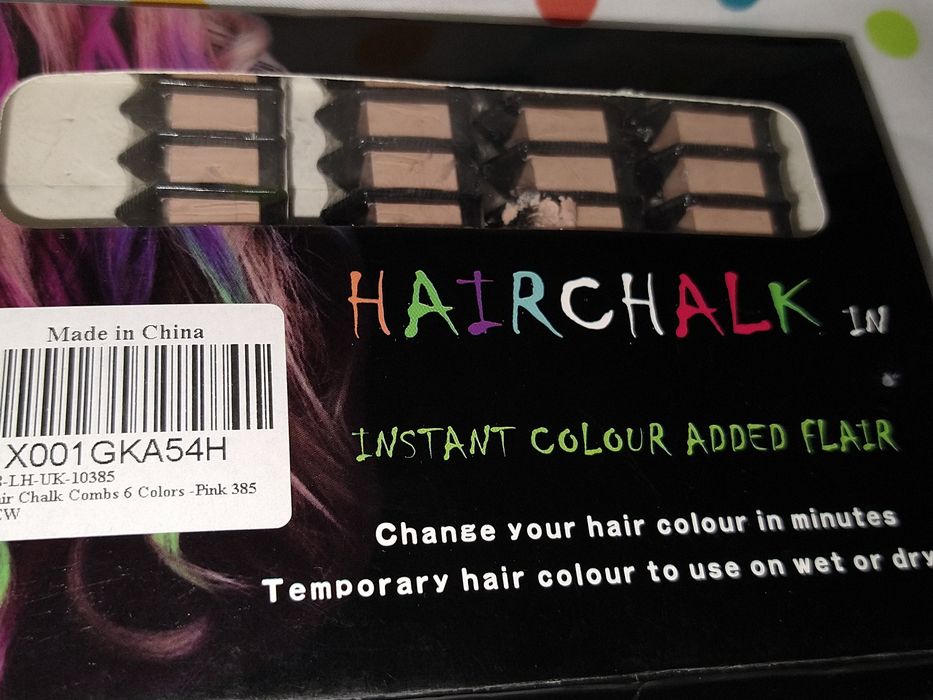 HAIRCHALK IN
INSTANT COLOUR ADDED FLAIR
Change your hair colour in minutes
Temporary hair colour to use on wet or dry
Made in China
X001GKA54H
-LH-UK-10385
Chalk Combs 6 Colors -Pink 385